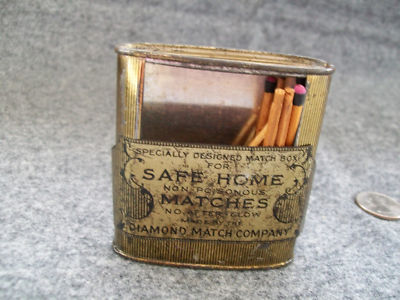 SPECIALLY DESIGNED MATCH BOX
FOR
SAFE HOME
NON-POISONOUS
MATCHES
NO AFTER-GLOW
MADE BY THE
DIAMOND MATCH COMPANY